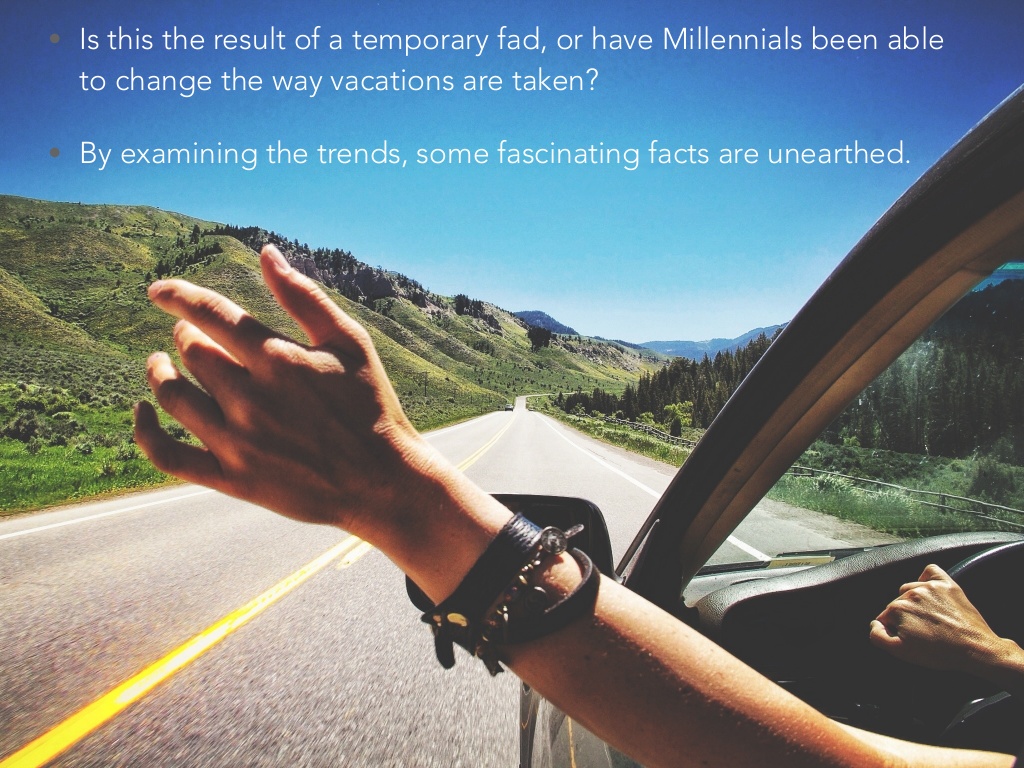 • Is this the result of a temporary fad, or have Millennials been able
to change the way vacations are taken?
• By examining the trends, some fascinating facts are unearthed.